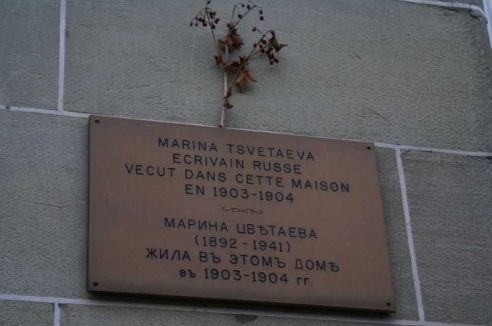 MARINA TSVETAEVA
ECRIVAIN RUSSE
VECUT DANS CETTE MAISON
EN 1903-1904
МАРИНА ЦВѢТАЕВА
(1892 - 1941)
ЖИЛА ВЪ ЭТОМЪ ДОМѢ
ВЪ 1903-1904 ГГ.